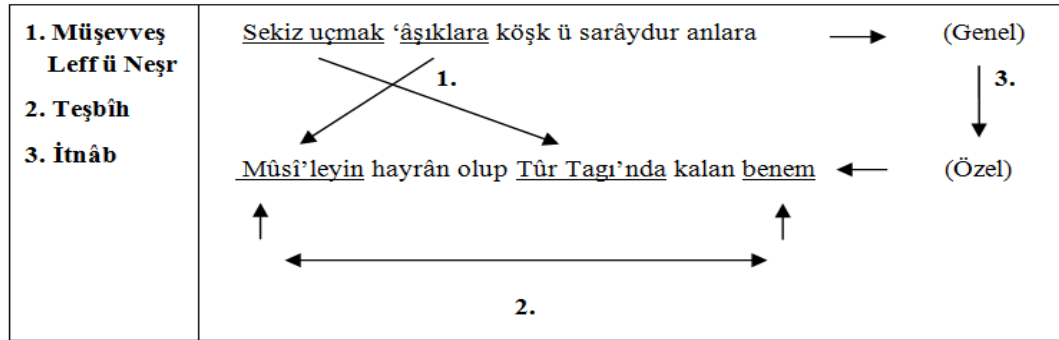 1. Müşevveş
Leff ü Neşr
2. Teşbîh
3. İtnâb
Sekiz uçmak ‘âşıklara köşk ü sarâydur anlara
(Genel)
1.
3.
Mûsî’leyin hayrân olup Tûr Tagı’nda kalan benem
(Özel)
2.